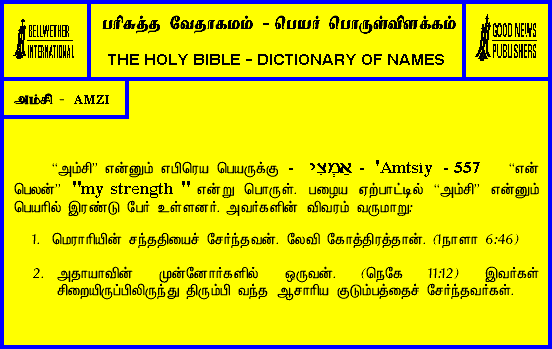 BELLWETHER
INTERNATIONAL
பரிசுத்த வேதாகமம் - பெயர் பொருள்விளக்கம்
THE HOLY BIBLE - DICTIONARY OF NAMES
GOOD NEWS
PUBLISHERS
அம்சி - AMZI
“அம்சி” என்னும் எபிரெய பெயருக்கு - אַמְצִי - 'Amtsiy - 557 “என்
பெலன்” "my strength " என்று பொருள். பழைய ஏற்பாட்டில் “அம்சி” என்னும்
பெயரில் இரண்டு பேர் உள்ளனர். அவர்களின் விவரம் வருமாறு:
1. மெராரியின் சந்ததியைச் சேர்ந்தவன். லேவி கோத்திரத்தான். (1நாளா 6:46)
2. அதாயாவின் முன்னோர்களில் ஒருவன். (நெகே 11:12) இவர்கள்
சிறையிருப்பிலிருந்து திரும்பி வந்த ஆசாரிய குடும்பத்தைச் சேர்ந்தவர்கள்.